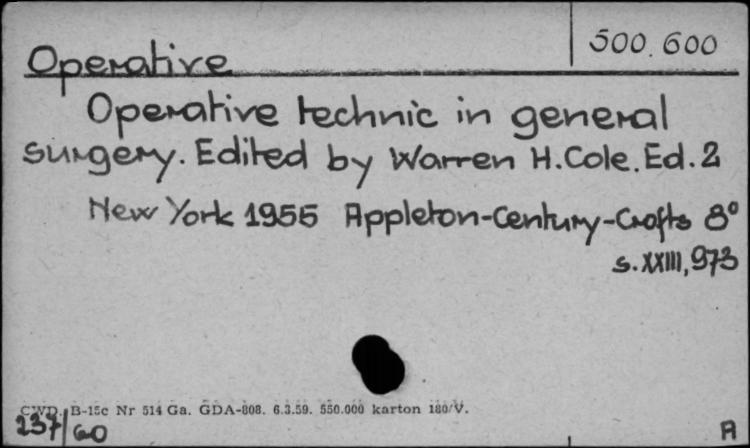 500.600
Operative
Operative technic in general
surgery. Edited by Warren H. Cole. Ed. 2
New York 1955 Appleton-Century-Crofts 8°
s. XXIII, 973
CWD. B-15c Nr 514 Ga. GDA-808. 6.3.59. 550.000 karton 180/V.
237/60
A